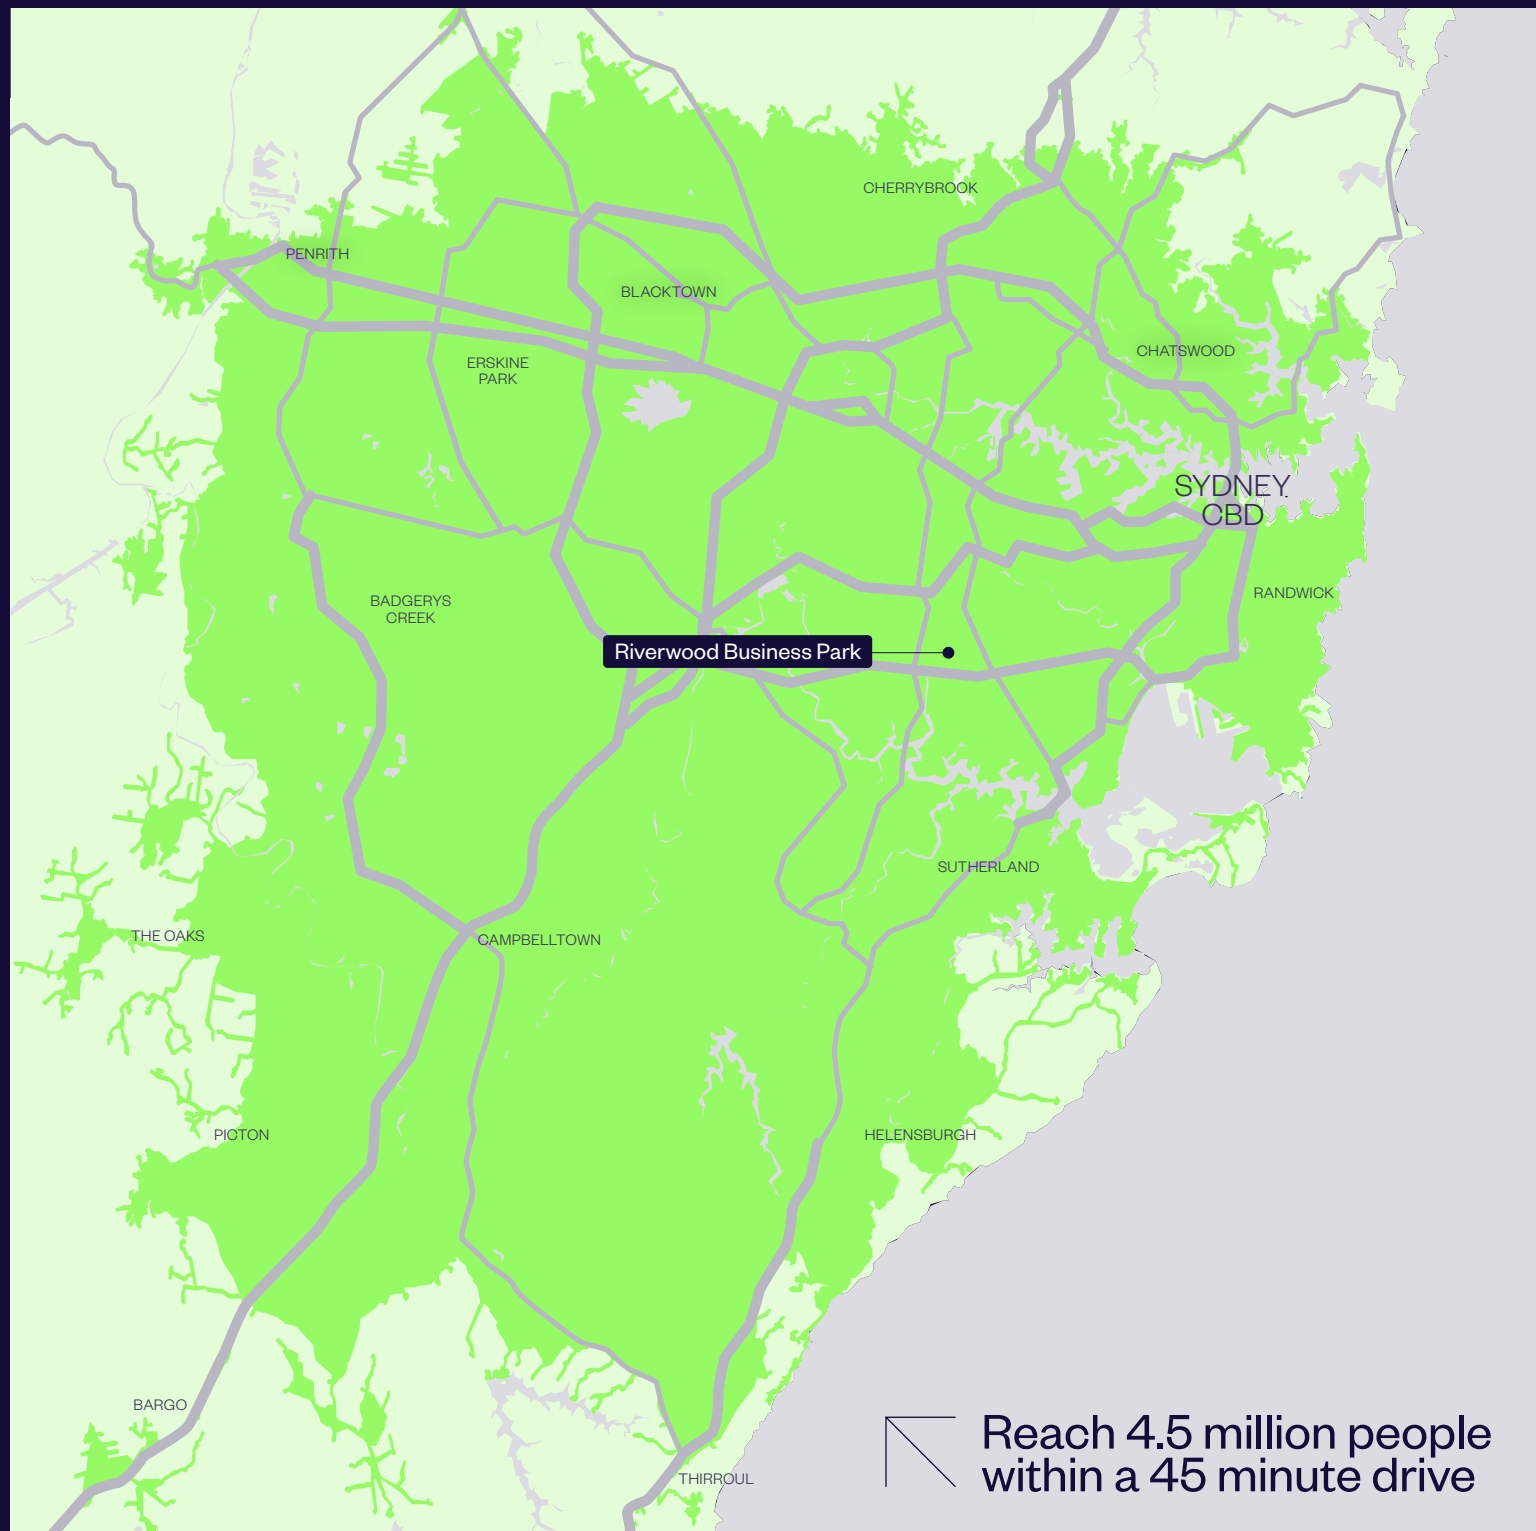 CHERRYBROOK
PENRITH
BLACKTOWN
ERSKINE
PARK
CHATSWOOD
SYDNEY
CBD
RANDWICK
BADGERYS
CREEK
Riverwood Business Park
SUTHERLAND
THE OAKS
CAMPBELLTOWN
PICTON
HELENSBURGH
BARGO
THIRROUL
Reach 4.5 million people
within a 45 minute drive